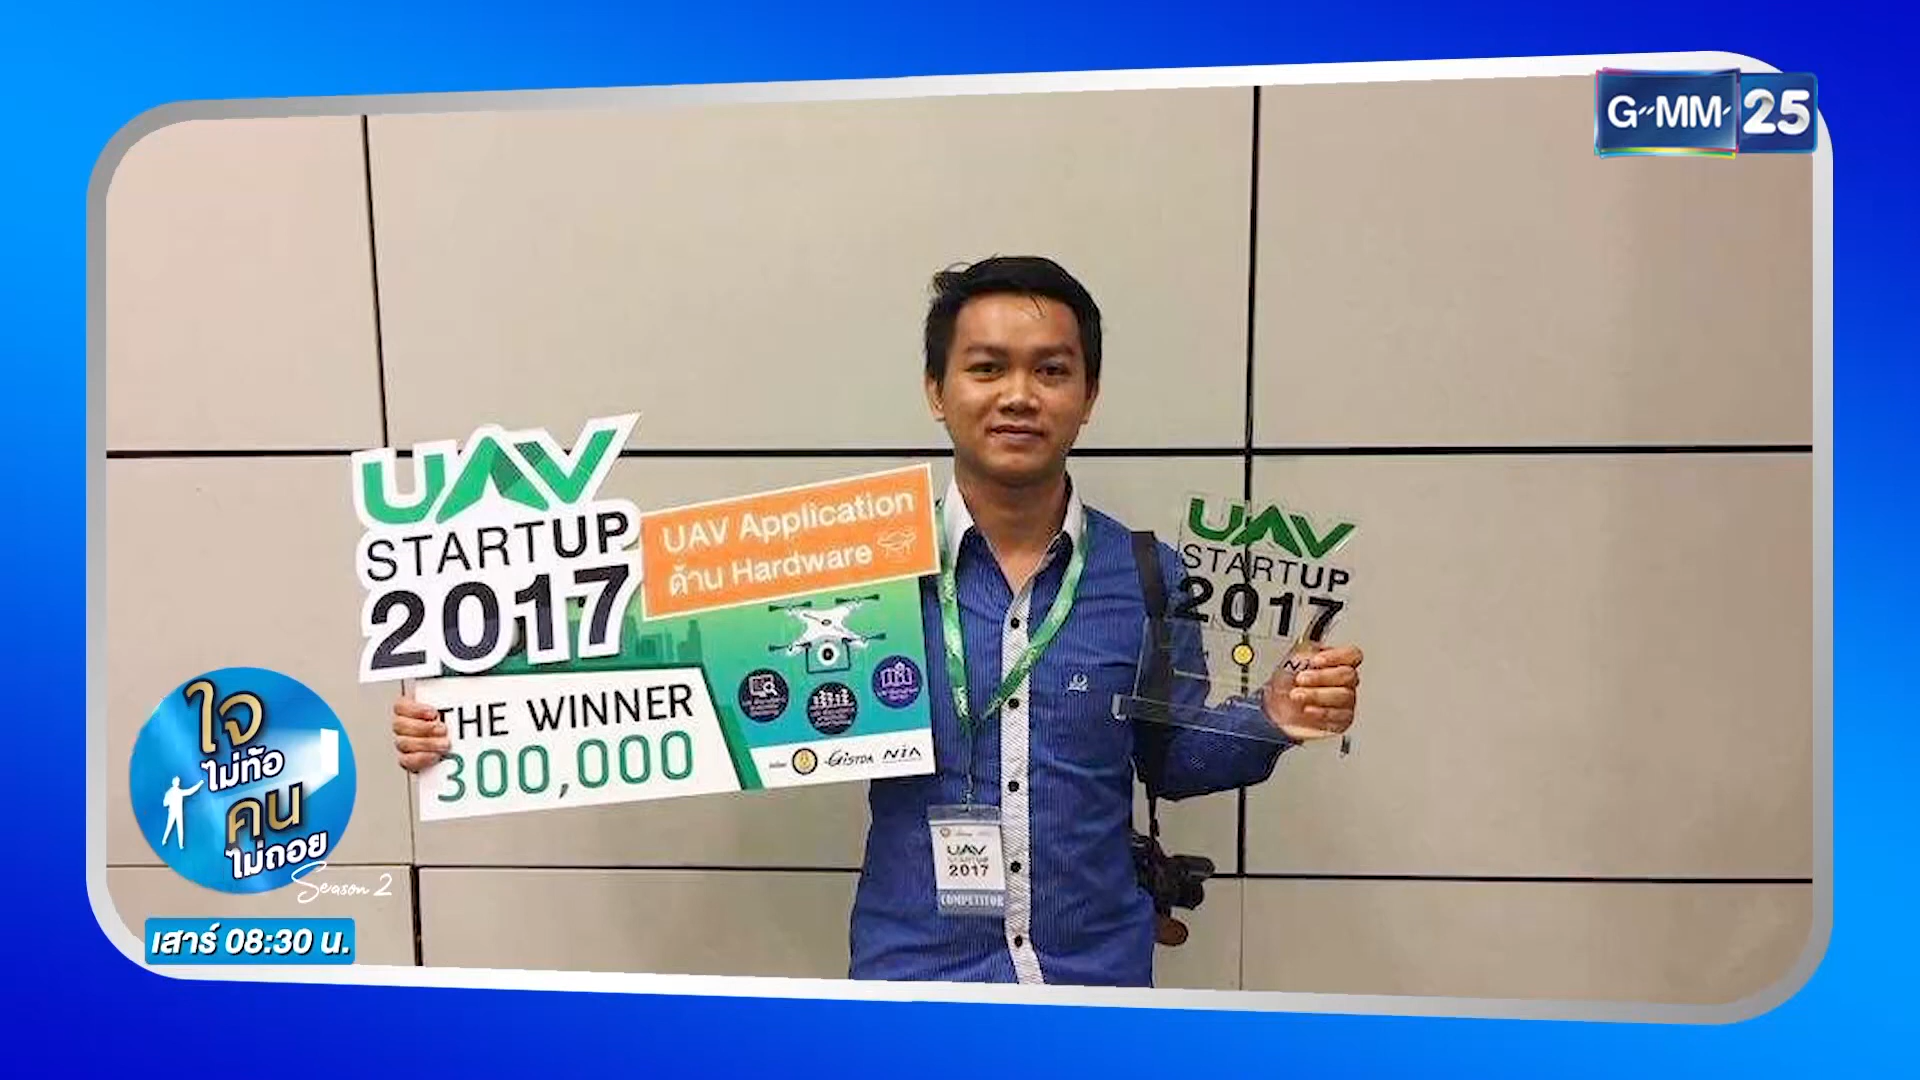 G-MM-25
UAV
STARTUP
2017
UAV Application
ด้าน Hardware
THE WINNER
300,000
GISTDA NIA
UAV
STARTUP
2017
NIA
UAV
STARTUP
2017
COMPETITOR
ใจ
ไม่ท้อ
คน
ไม่ถอย
Season 2
เสาร์ 08:30 น.